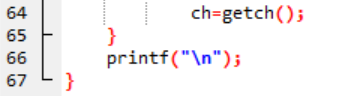 64 ch=getch();
65 }
66 printf("\n");
67 }